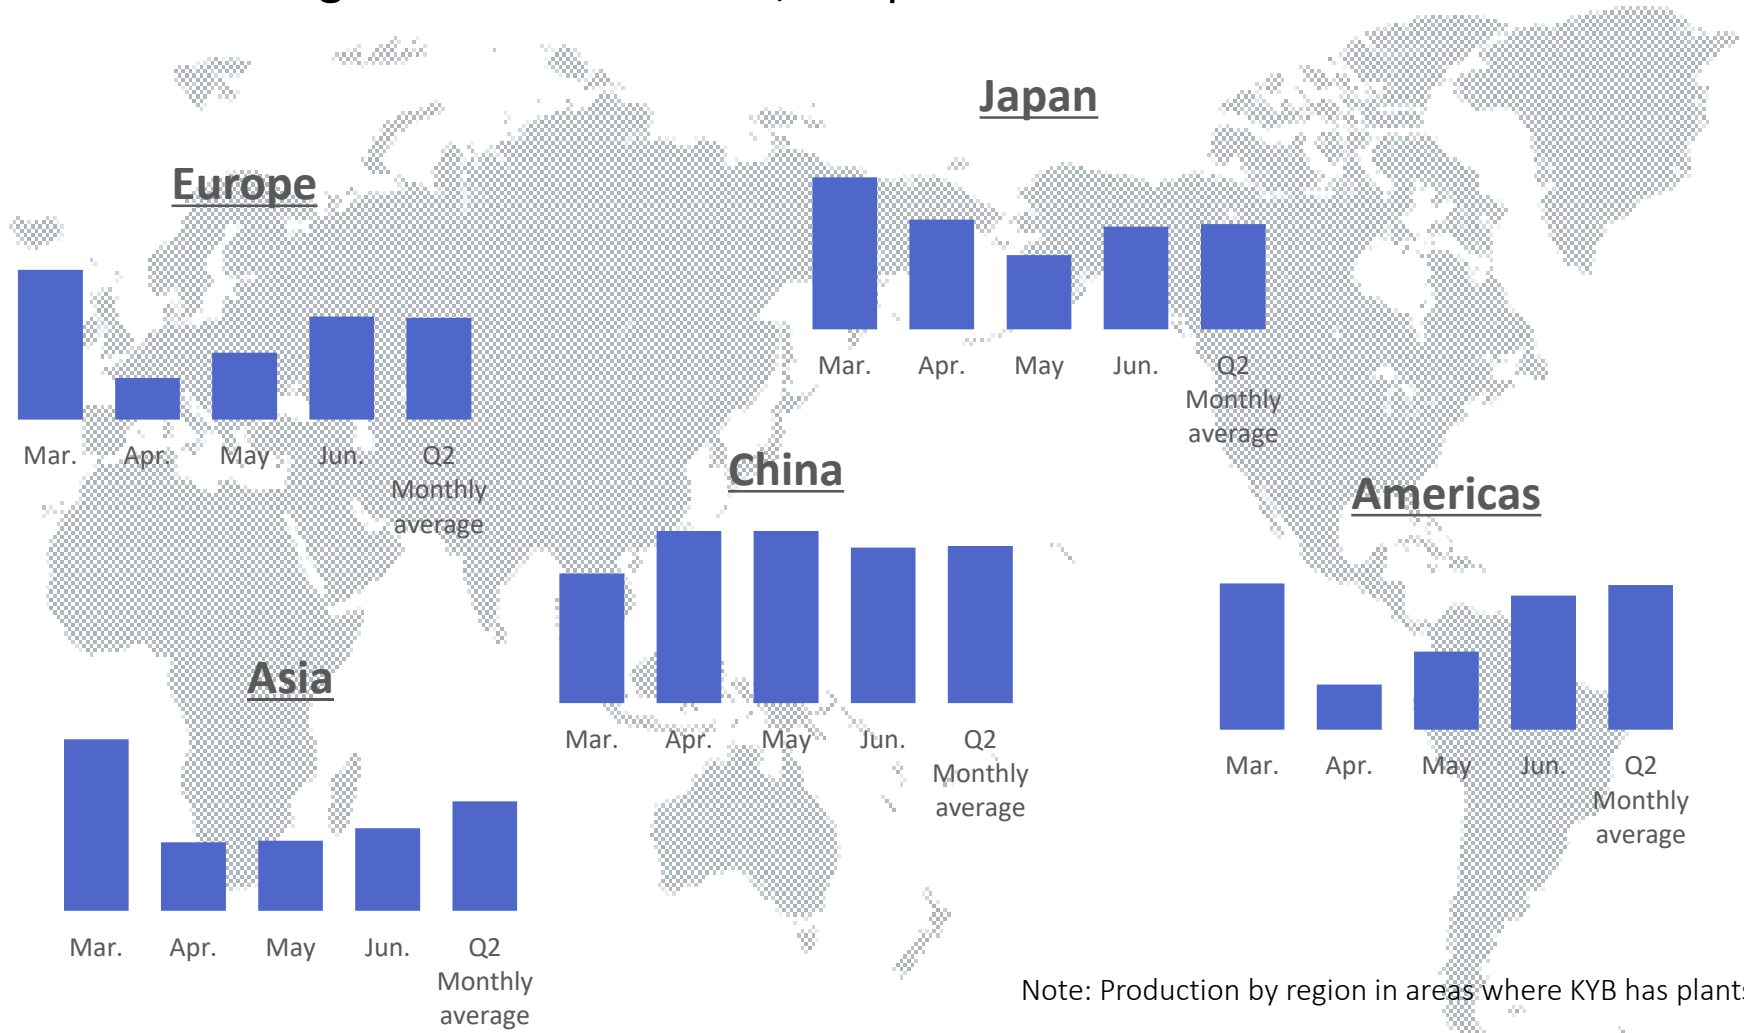 Japan
Europe
Mar.
Apr.
May
Jun.
Q2
Monthly
average
Mar.
Apr.
May
Jun.
Q2
Monthly
average
China
Americas
Mar.
Apr.
May
Jun.
Q2
Monthly
average
Mar.
Apr.
May
Jun.
Q2
Monthly
average
Asia
Mar.
Apr.
May
Jun.
Q2
Monthly
average
Note: Production by region in areas where KYB has plants